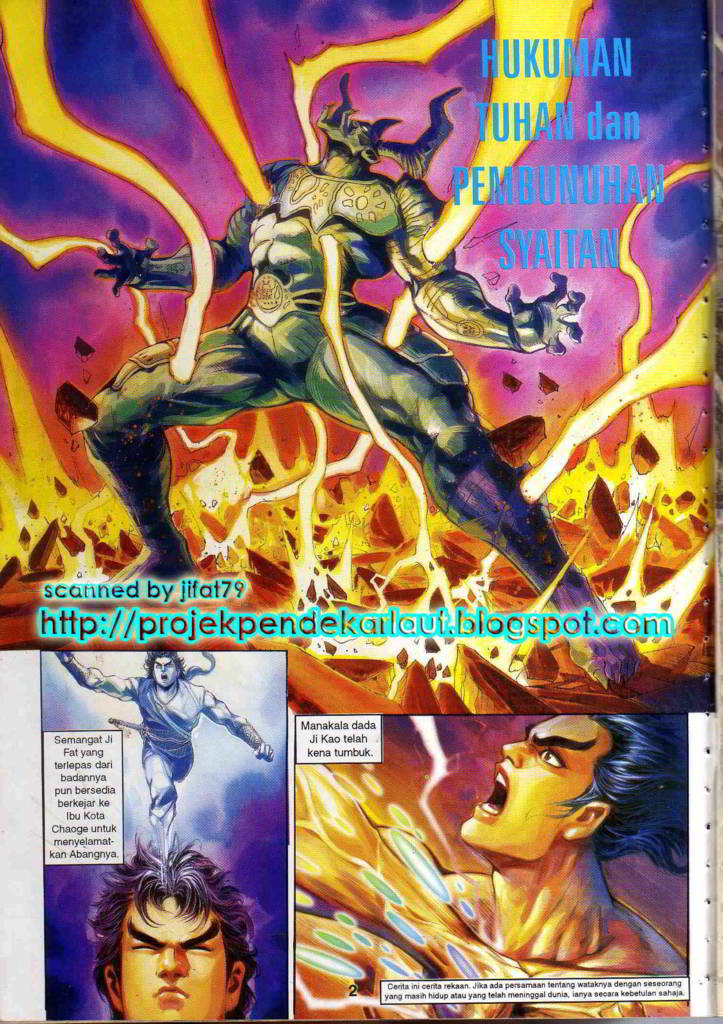 HUKUMAN
TUHAN dan
PEMBUNUHAN
SYAITAN
scanned by jifat79
http://projekpendekarlaut.blogspot.com
Semangat Ji
Fat yang
terlepas dari
badannya
pun bersedia
berkejar ke
Ibu Kota
Chaoge untuk
menyelamat-
kan Abangnya.
Manakala dada
Ji Kao telah
kena tumbuk.
2
Cerita ini cerita rekaan. Jika ada persamaan tentang wataknya dengan seseorang
yang masih hidup atau yang telah meninggal dunia, ianya secara kebetulan sahaja.